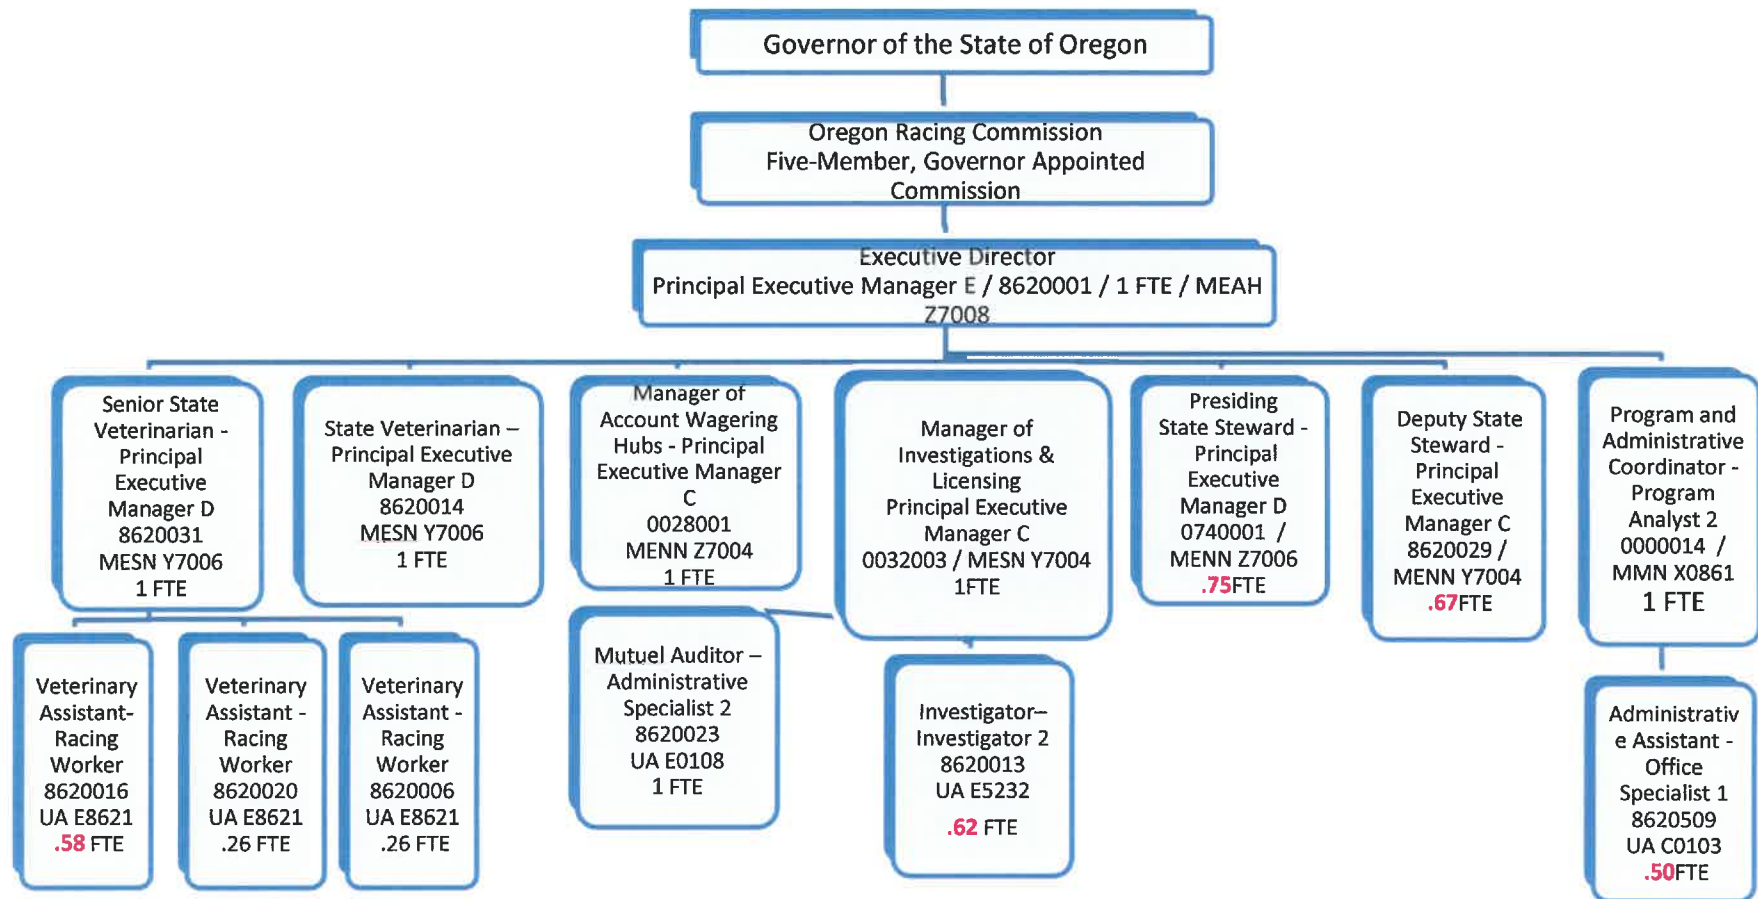 Governor of the State of Oregon
Oregon Racing Commission
Five-Member, Governor Appointed
Commission
Executive Director
Principal Executive Manager E / 8620001 / 1 FTE / MEAH
Z7008
Senior State
Veterinarian -
Principal
Executive
Manager D
8620031
MESN Y7006
1 FTE
State Veterinarian –
Principal Executive
Manager D
8620014
MESN Y7006
1 FTE
Manager of
Account Wagering
Hubs - Principal
Executive Manager
C
0028001
MENN Z7004
1 FTE
Manager of
Investigations &
Licensing
Principal Executive
Manager C
0032003 / MESN Y7004
1FTE
Presiding
State Steward -
Principal
Executive
Manager D
0740001 /
MENN Z7006
.75FTE
Deputy State
Steward -
Principal
Executive
Manager C
8620029 /
MENN Y7004
.67FTE
Program and
Administrative
Coordinator -
Program
Analyst 2
0000014 /
MMN X0861
1 FTE
Veterinary
Assistant-
Racing
Worker
8620016
UA E8621
.58 FTE
Veterinary
Assistant -
Racing
Worker
8620020
UA E8621
.26 FTE
Veterinary
Assistant -
Racing
Worker
8620006
UA E8621
.26 FTE
Mutuel Auditor –
Administrative
Specialist 2
8620023
UA E0108
1 FTE
Investigator–
Investigator 2
8620013
UA E5232
.62 FTE
Administrativ
e Assistant -
Office
Specialist 1
8620509
UA C0103
.50FTE